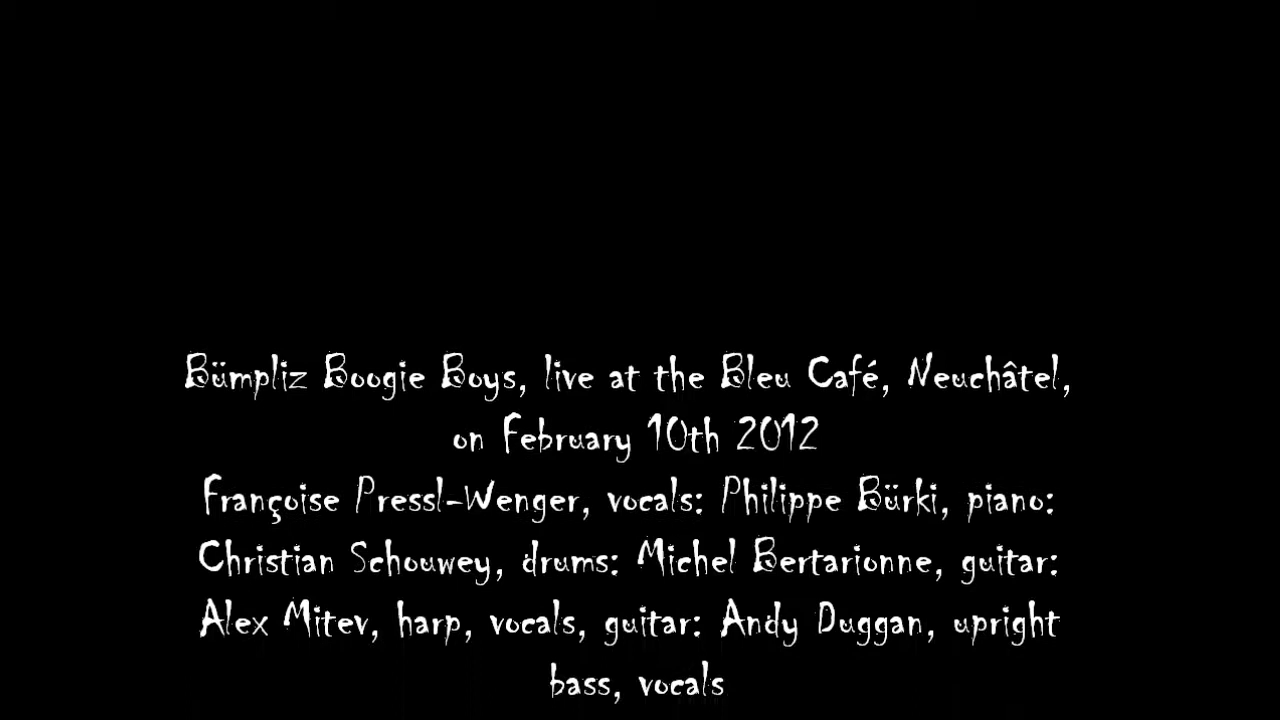 Bümpliz Boogie Boys, live at the Bleu Café, Neuchâtel,
on February 10th 2012
Françoise Pressl-Wenger, vocals: Philippe Bürki, piano:
Christian Schouwey, drums: Michel Bertarionne, guitar:
Alex Mitev, harp, vocals, guitar: Andy Duggan, upright
bass, vocals